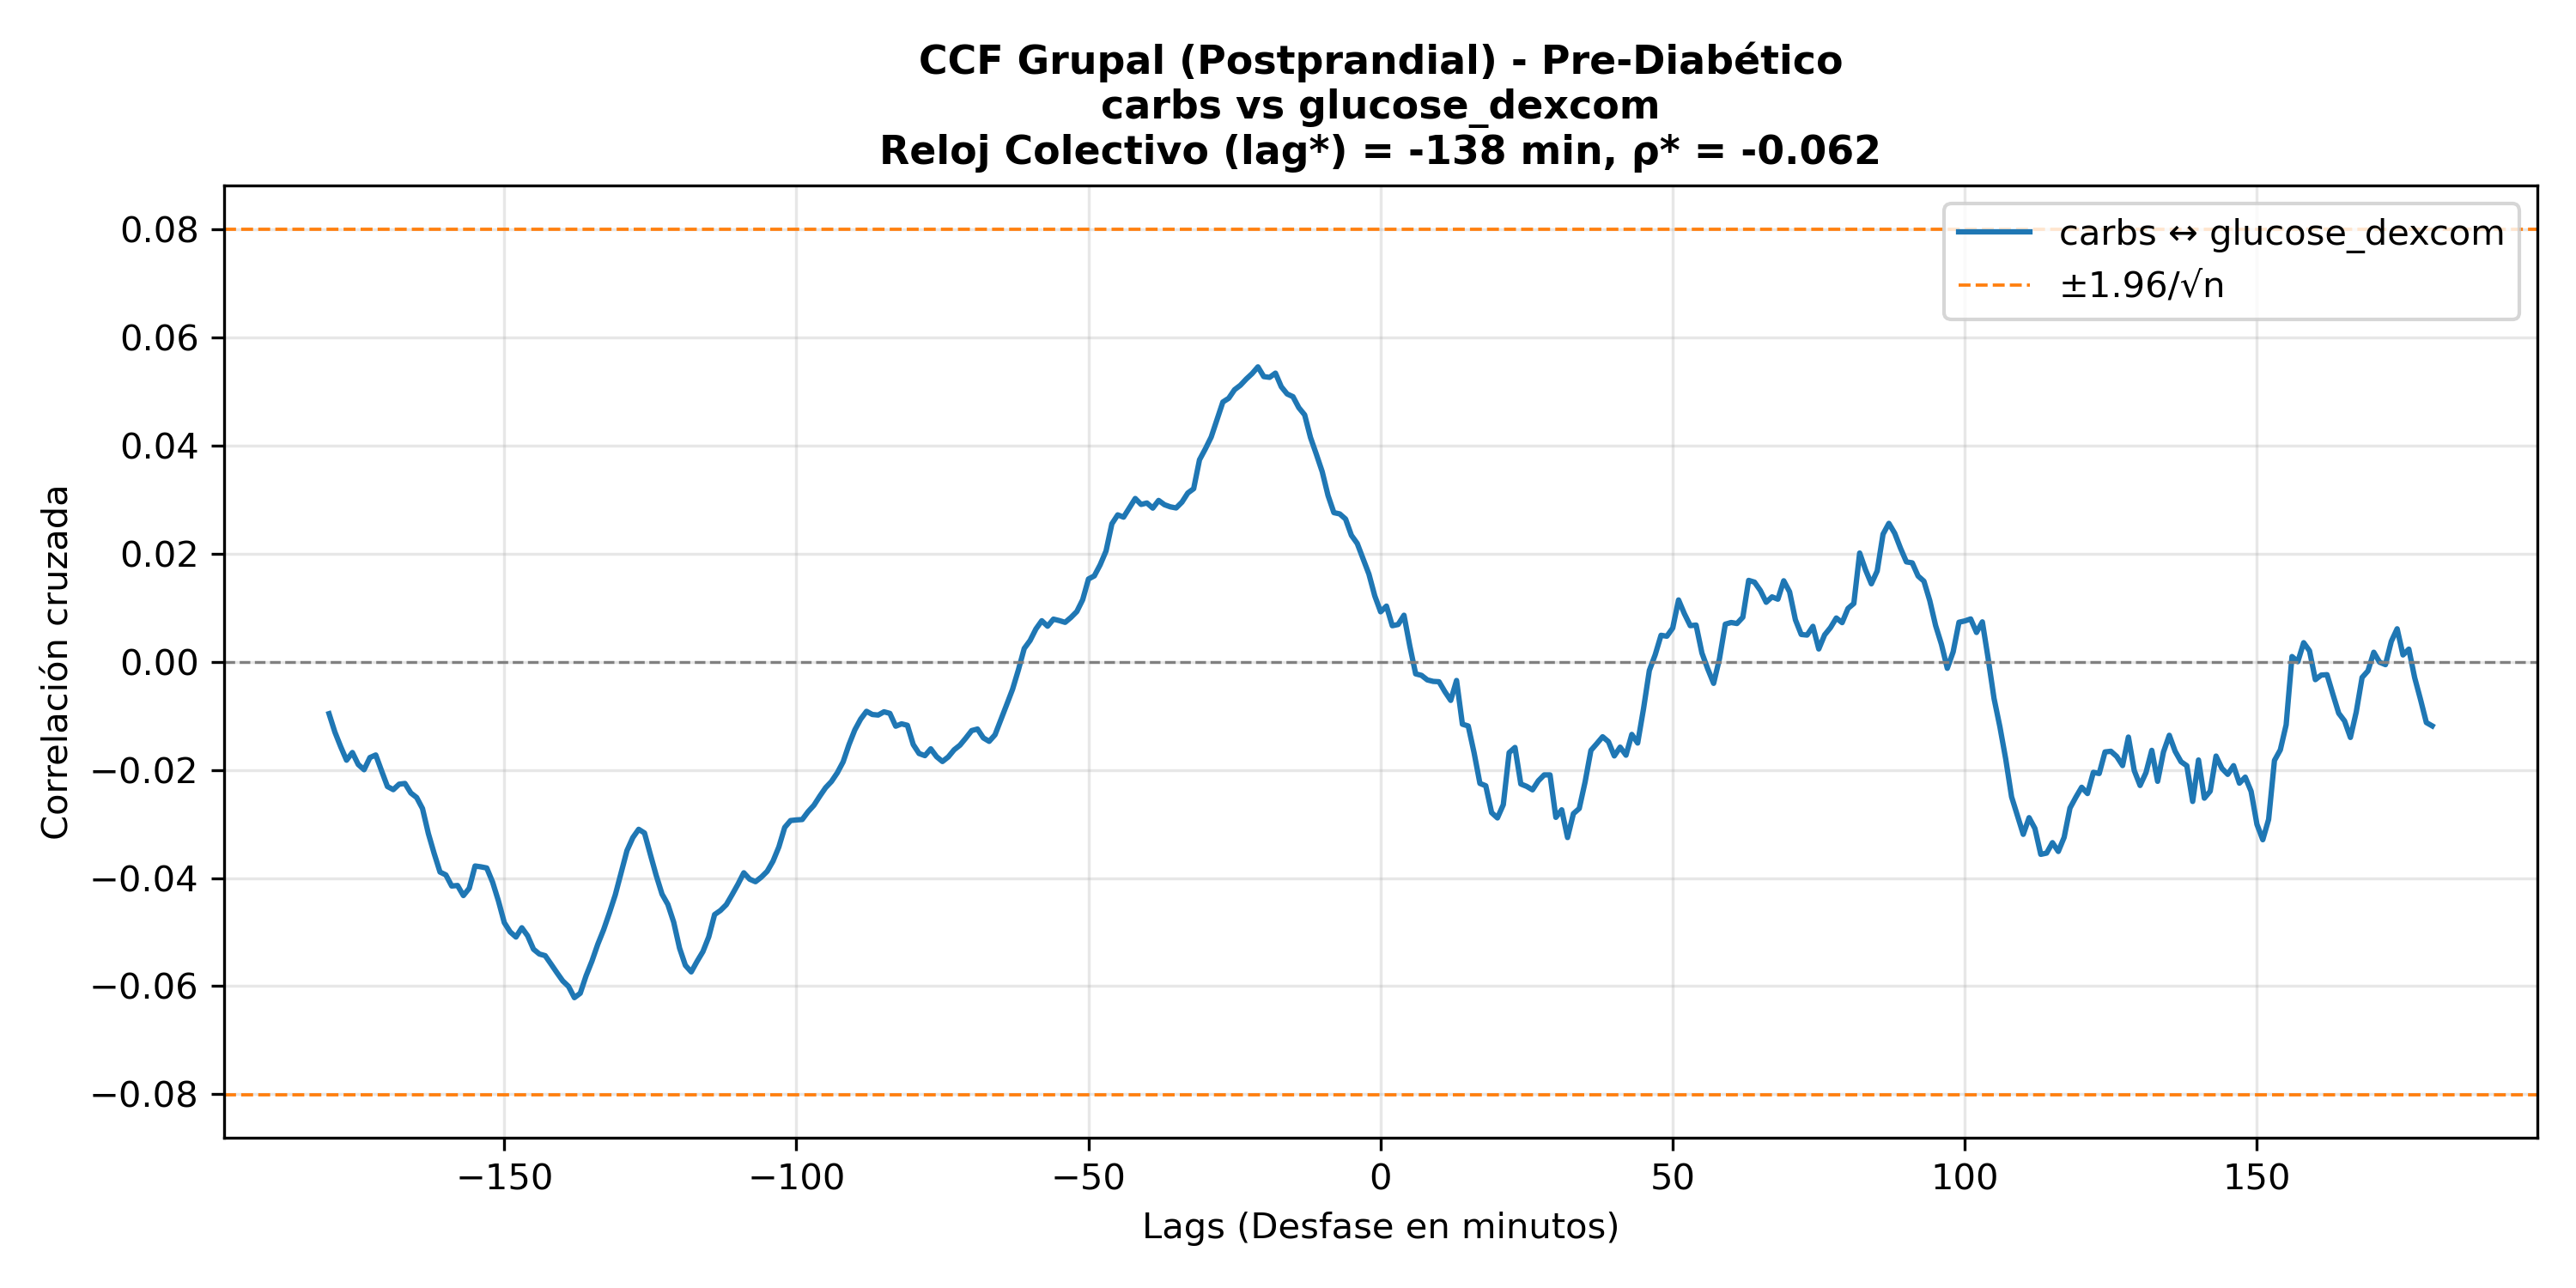 CCF Grupal (Postprandial) - Pre-Diabético
carbs vs glucose_dexcom
Reloj Colectivo (lag*) = -138 min, ρ* = -0.062
carbs ↔ glucose_dexcom
±1.96/√n
Correlación cruzada
0.08
0.06
0.04
0.02
0.00
−0.02
−0.04
−0.06
−0.08
−150
−100
−50
0
50
100
150
Lags (Desfase en minutos)